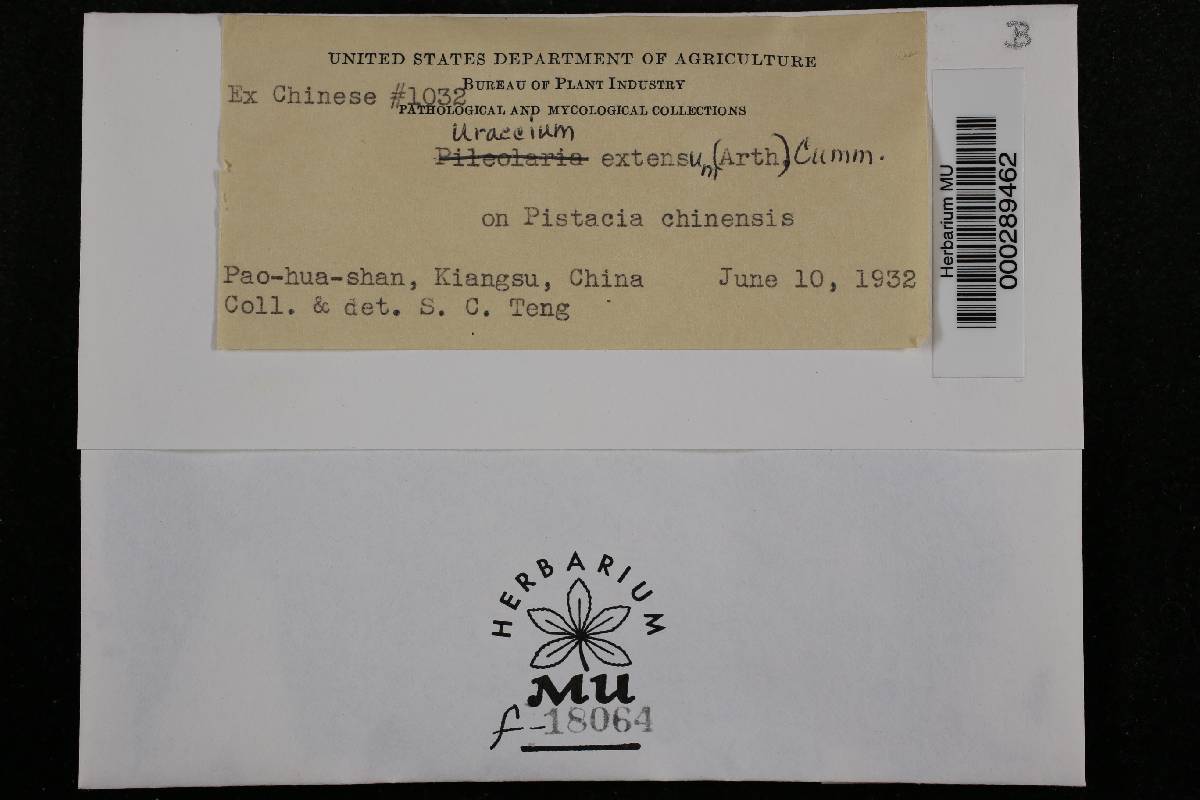 B
UNITED STATES DEPARTMENT OF AGRICULTURE
BUREAU OF PLANT INDUSTRY
Ex Chinese #1032
PATHOLOGICAL AND MYCOLOGICAL COLLECTIONS
Uraecium
Pileolaria extensum (Arth.) Cumm.
on Pistacia chinensis
Pao-hua-shan, Kiangsu, China June 10, 1932
Coll. & det. S. C. Teng
Herbarium MU
000289462
HERBARIUM
MU
f-18064